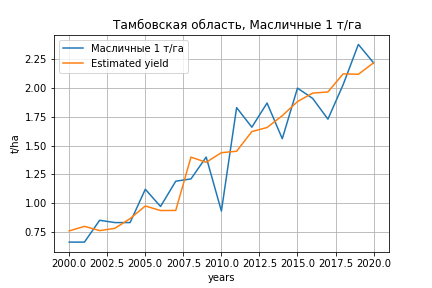 Тамбовская область, Масличные 1 т/га
Масличные 1 т/га
Estimated yield
t/ha
2.25
2.00
1.75
1.50
1.25
1.00
0.75
2000.0 2002.5 2005.0 2007.5 2010.0 2012.5 2015.0 2017.5 2020.0
years